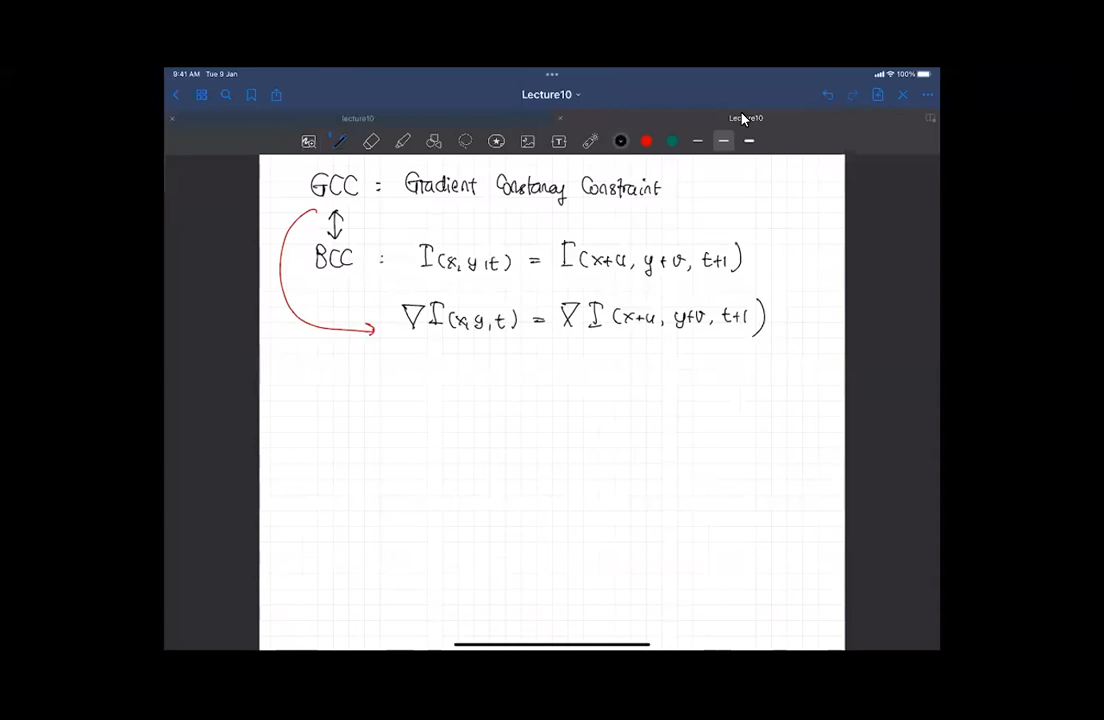 9:41 AM Tue 9 Jan
100%
Lecture10
lecture10
Lecture10
GCC : Gradient Constancy Constraint
BCC : I(x, y, t) = I(x+u, y+v, t+1)
∇I(x, y, t) = ∇I(x+u, y+v, t+1)